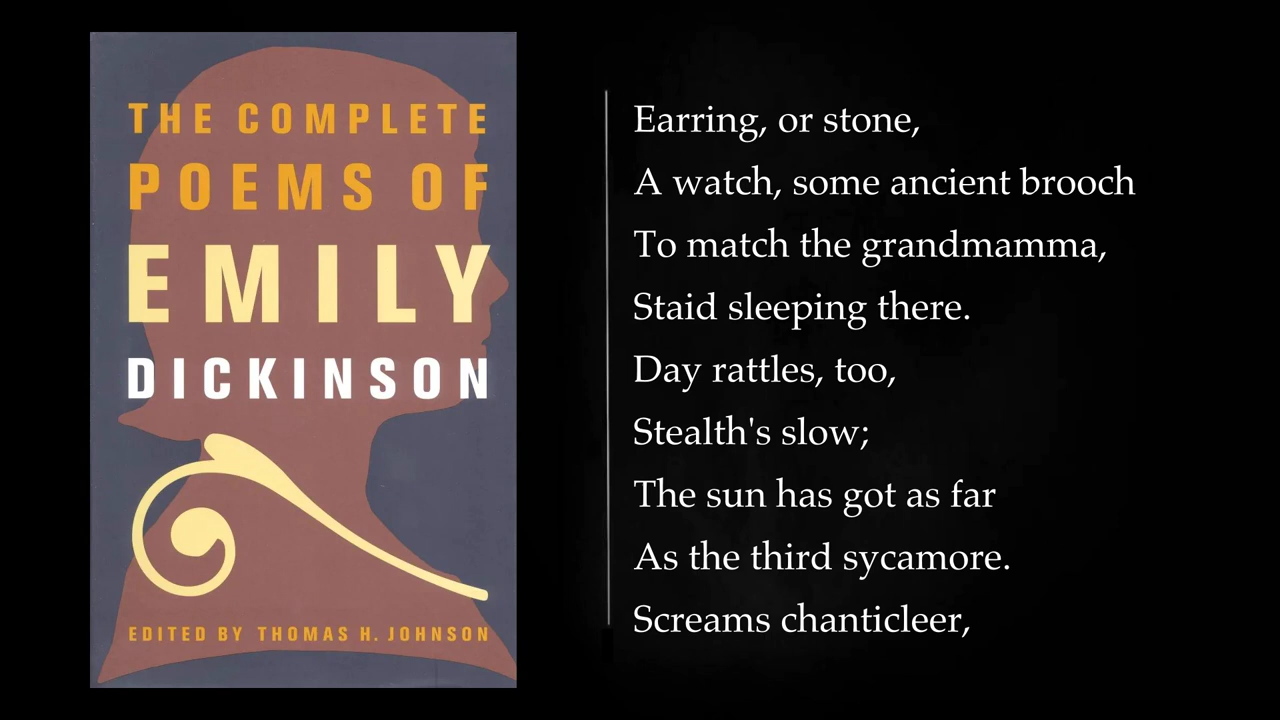 THE COMPLETE
POEMS OF
EMILY
DICKINSON
EDITED BY THOMAS H. JOHNSON
Earring, or stone,
A watch, some ancient brooch
To match the grandmamma,
Staid sleeping there.
Day rattles, too,
Stealth's slow;
The sun has got as far
As the third sycamore.
Screams chanticleer,